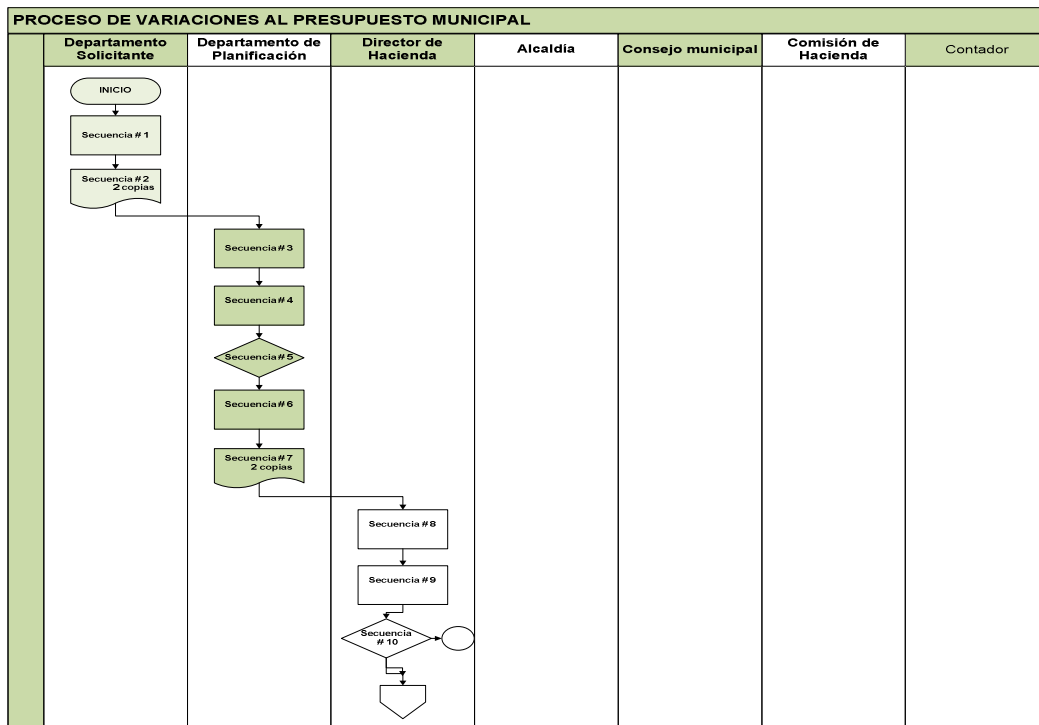 PROCESO DE VARIACIONES AL PRESUPUESTO MUNICIPAL
Departamento
Solicitante
Departamento de
Planificación
Director de
Hacienda
Alcaldía
Consejo municipal
Comisión de
Hacienda
Contador
INICIO
Secuencia # 1
Secuencia #2
2 copias
Secuencia# 3
Secuencia# 4
Secuencia# 5
Secuencia# 6
Secuencia# 7
2 copias
Secuencia #8
Secuencia #9
Secuencia
# 10